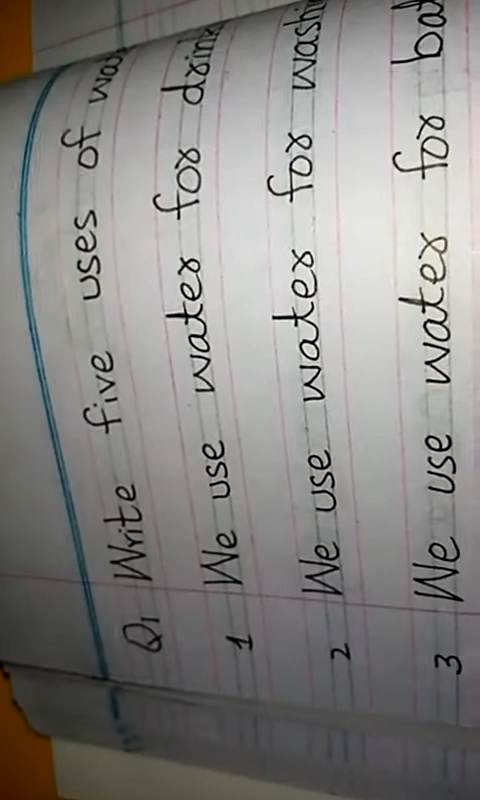 Q1 Write five uses of
1 We use water for
2 We use water for
3 We use water for